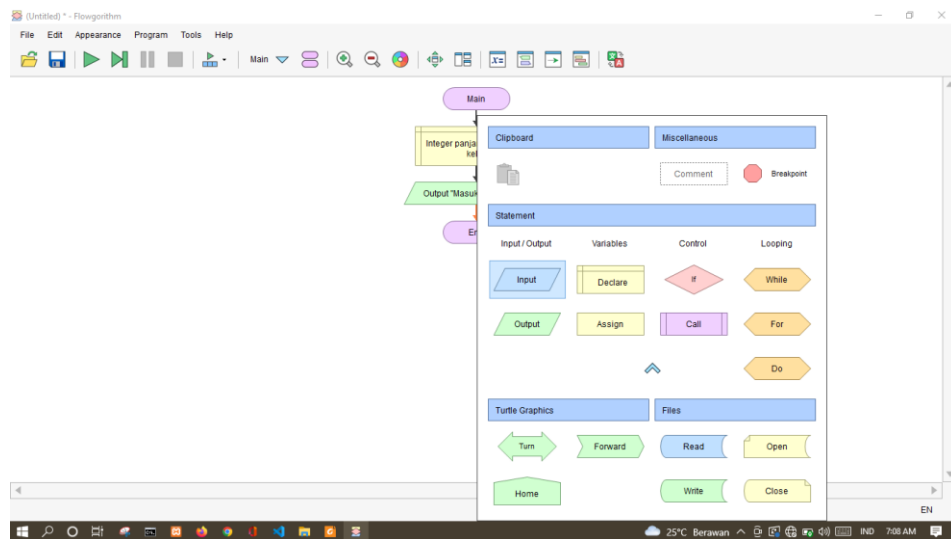 (Untitled) * - Flowgorithm
File Edit Appearance Program Tools Help
Main
Main
Integer panja
kel
Output "Masuk
En
Clipboard
Miscellaneous
Comment
Breakpoint
Statement
Input / Output Variables Control Looping
Input Declare If While
Output Assign Call For
Do
Turtle Graphics
Files
Turn Forward Read Open
Home Write Close
EN
25°C Berawan IND 7:08 AM